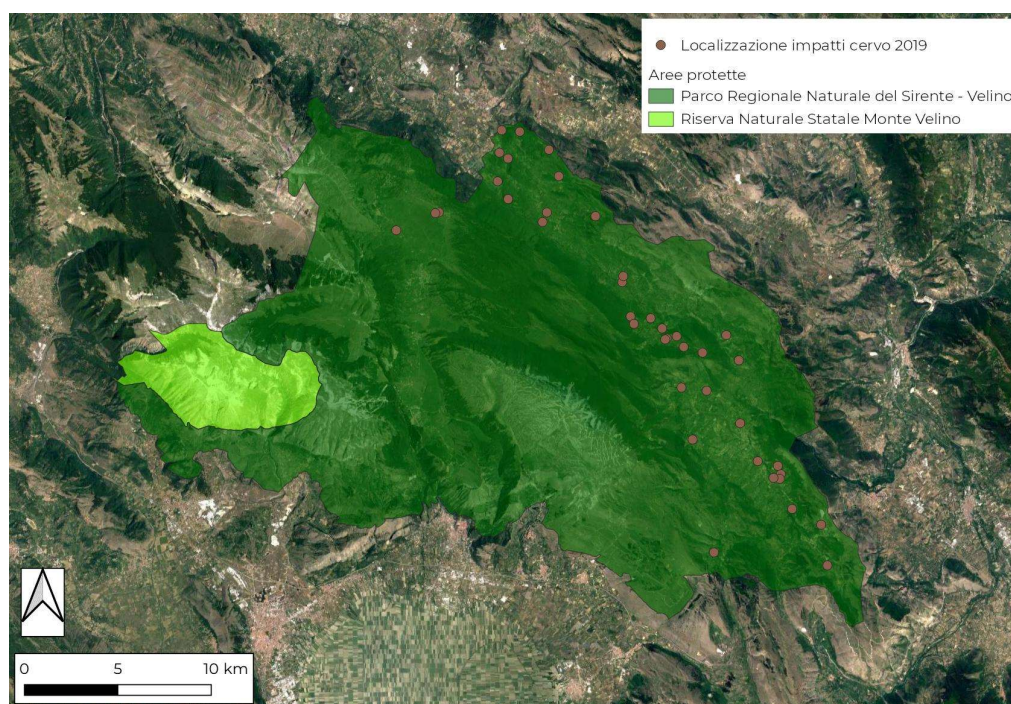 Localizzazione impatti cervo 2019
Aree protette
Parco Regionale Naturale del Sirente - Velino
Riserva Naturale Statale Monte Velino
0 5 10 km